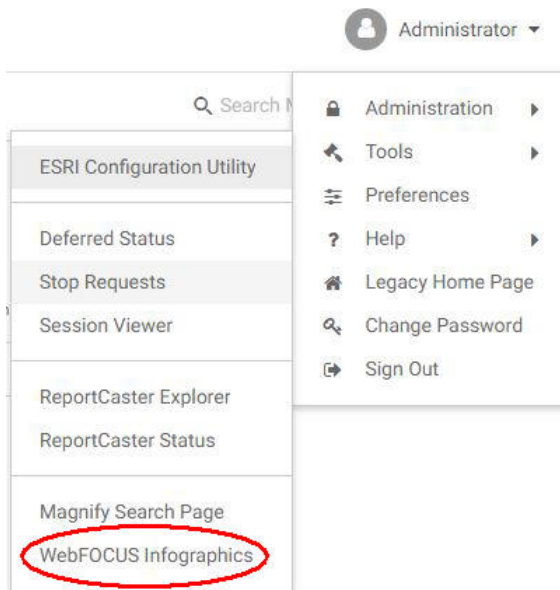 Administrator
Search
Administration
Tools
Preferences
? Help
Legacy Home Page
Change Password
Sign Out
ESRI Configuration Utility
Deferred Status
Stop Requests
Session Viewer
ReportCaster Explorer
ReportCaster Status
Magnify Search Page
WebFOCUS Infographics